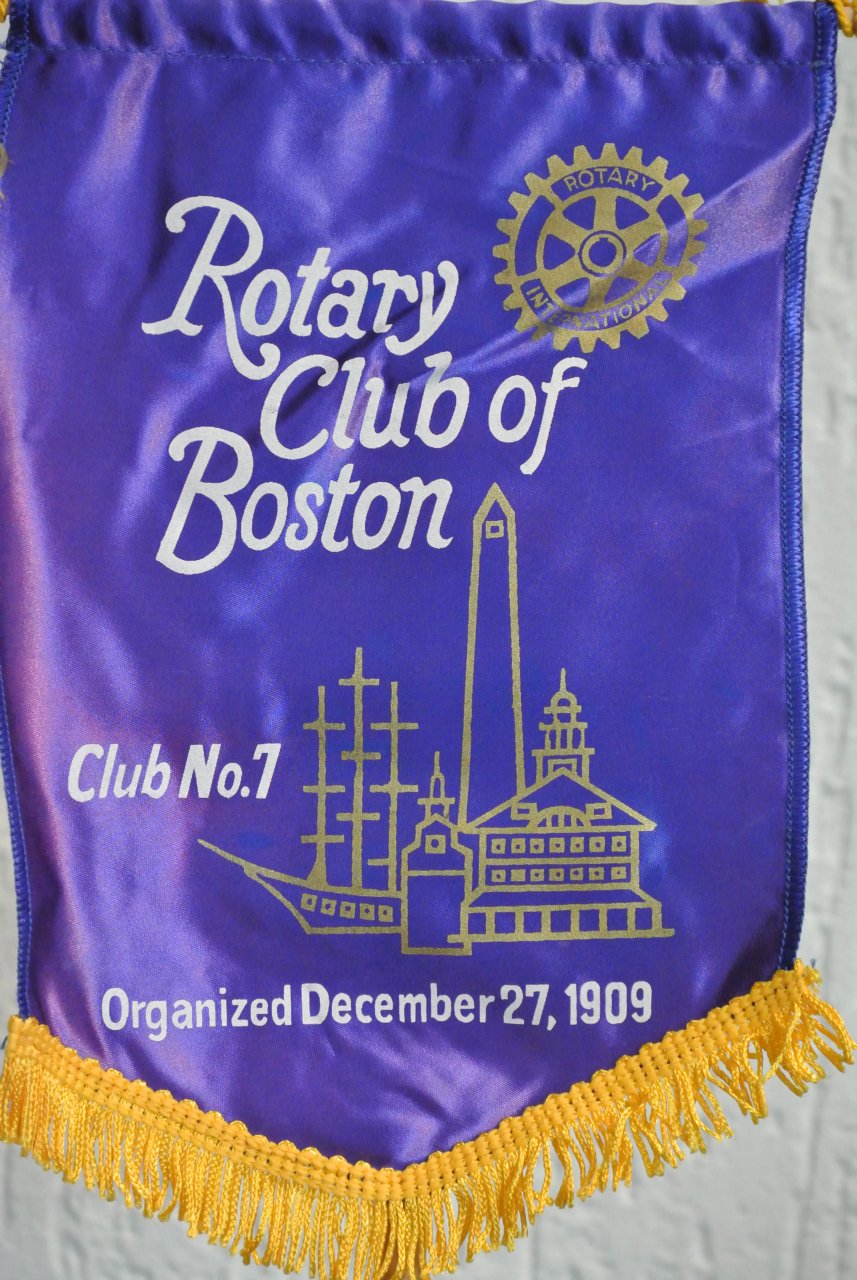 ROTARY
INTERNATIONAL
Rotary
Club of
Boston
Club No.7
Organized December 27, 1909